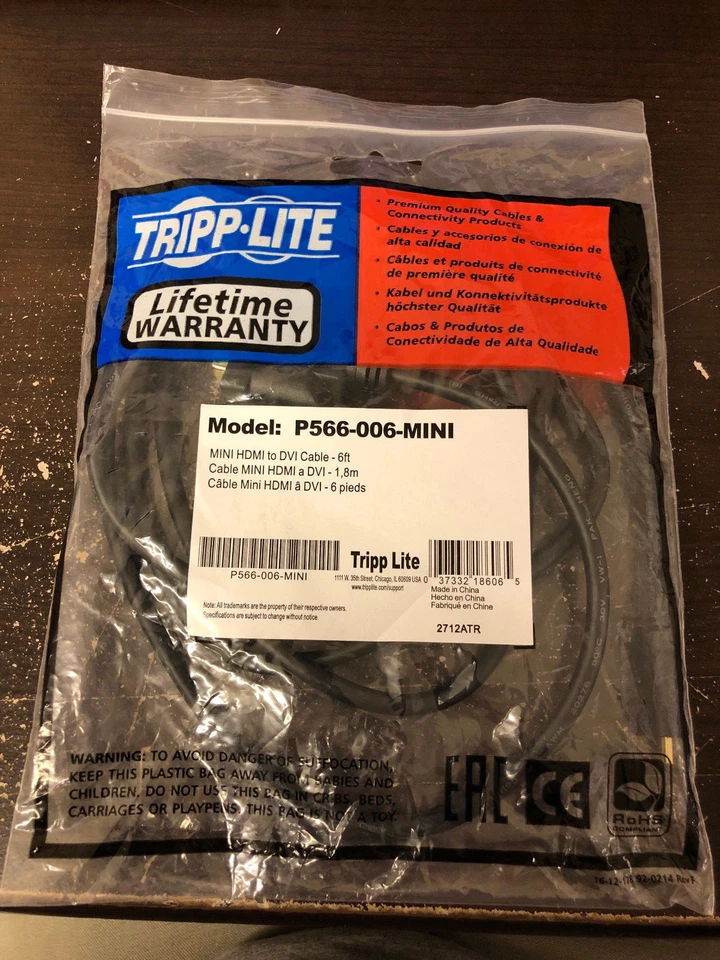 TRIPP·LITE
Lifetime
WARRANTY
• Premium Quality Cables &
Connectivity Products
• Cables y accesorios de conexión de
alta calidad
• Câbles et produits de connectivité
de première qualité
• Kabel und Konnektivitätsprodukte
höchster Qualität
• Cabos & Produtos de
Conectividade de Alta Qualidade
Model: P566-006-MINI
MINI HDMI to DVI Cable - 6ft
Cable MINI HDMI a DVI - 1,8m
Câble Mini HDMI â DVI - 6 pieds
P566-006-MINI
Tripp Lite
1111 W. 35th Street, Chicago, IL 60609 USA
www.tripplite.com/support
0 37332 18606 5
Made in China
Hecho en China
Fabriqué en Chine
Note: All trademarks are the property of their respective owners.
Specifications are subject to change without notice.
2712ATR
WARNING: TO AVOID DANGER OF SUFFOCATION,
KEEP THIS PLASTIC BAG AWAY FROM BABIES AND
CHILDREN. DO NOT USE THIS BAG IN CRIBS, BEDS,
CARRIAGES OR PLAYPENS. THIS BAG IS NOT A TOY.
EAC
CE
RoHS
COMPLIANT
93-0214 Rev F